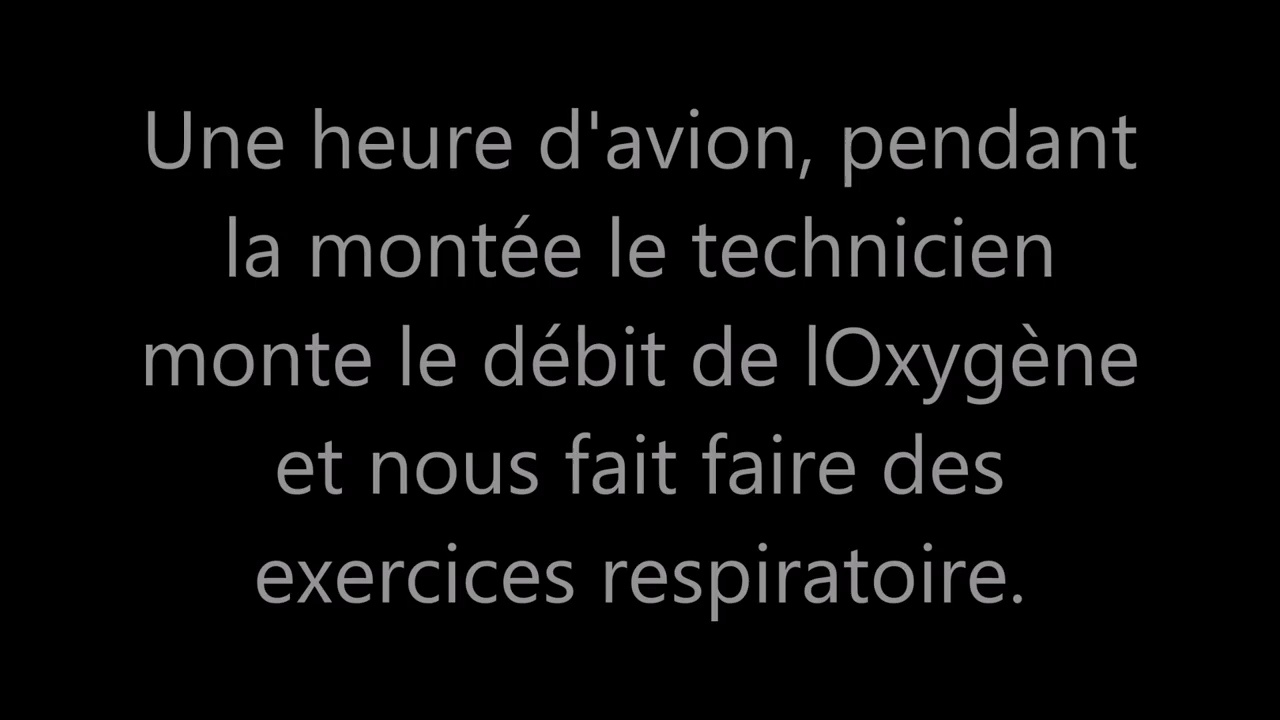 Une heure d'avion, pendant
la montée le technicien
monte le débit de lOxygène
et nous fait faire des
exercices respiratoire.